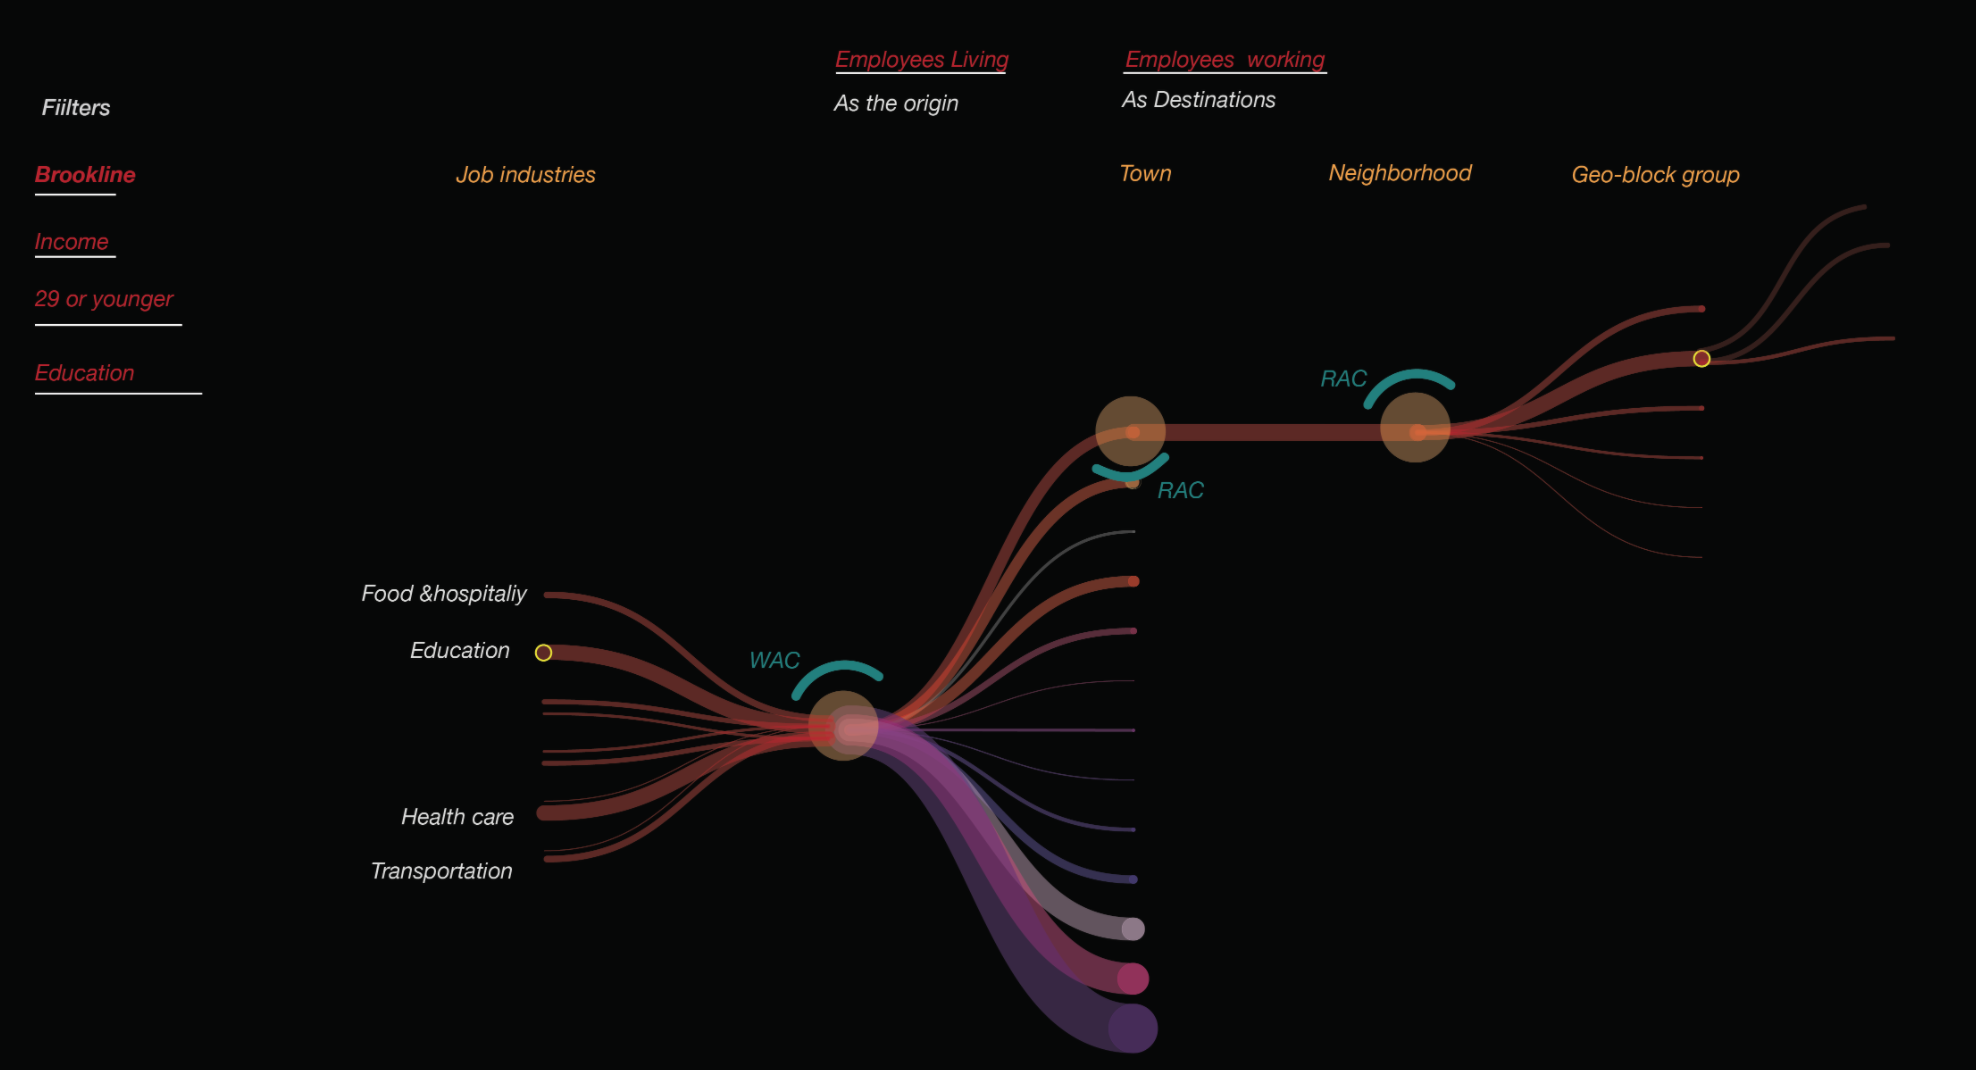 Employees Living
Employees working
As the origin
As Destinations
Fiilters
Brookline
Job industries
Town
Neighborhood
Geo-block group
Income
29 or younger
Education
RAC
RAC
Food &hospitaliy
Education
WAC
Health care
Transportation